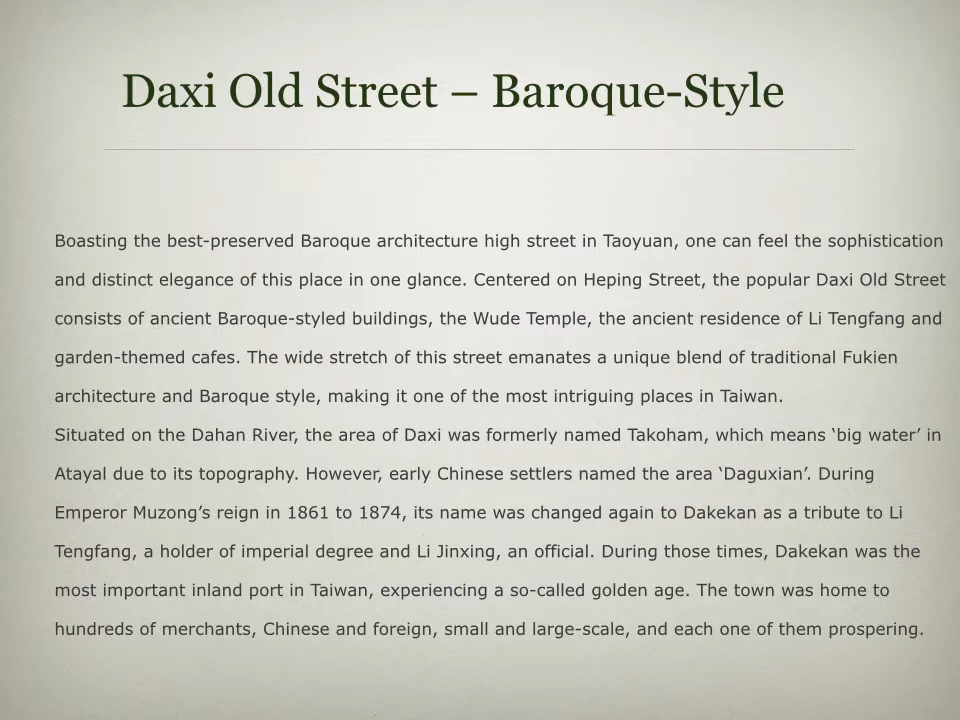 Daxi Old Street – Baroque-Style
Boasting the best-preserved Baroque architecture high street in Taoyuan, one can feel the sophistication
and distinct elegance of this place in one glance. Centered on Heping Street, the popular Daxi Old Street
consists of ancient Baroque-styled buildings, the Wude Temple, the ancient residence of Li Tengfang and
garden-themed cafes. The wide stretch of this street emanates a unique blend of traditional Fukien
architecture and Baroque style, making it one of the most intriguing places in Taiwan.
Situated on the Dahan River, the area of Daxi was formerly named Takoham, which means ‘big water’ in
Atayal due to its topography. However, early Chinese settlers named the area ‘Daguxian’. During
Emperor Muzong’s reign in 1861 to 1874, its name was changed again to Dakekan as a tribute to Li
Tengfang, a holder of imperial degree and Li Jinxing, an official. During those times, Dakekan was the
most important inland port in Taiwan, experiencing a so-called golden age. The town was home to
hundreds of merchants, Chinese and foreign, small and large-scale, and each one of them prospering.